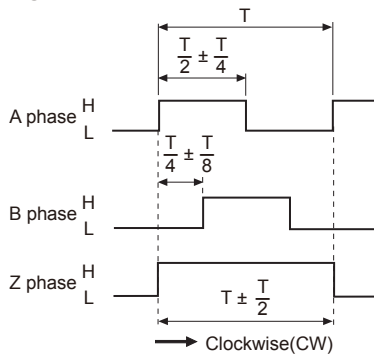 T
T/2 ± T/4
A phase H
L
T/4 ± T/8
B phase H
L
Z phase H
L
T ± T/2
Clockwise(CW)